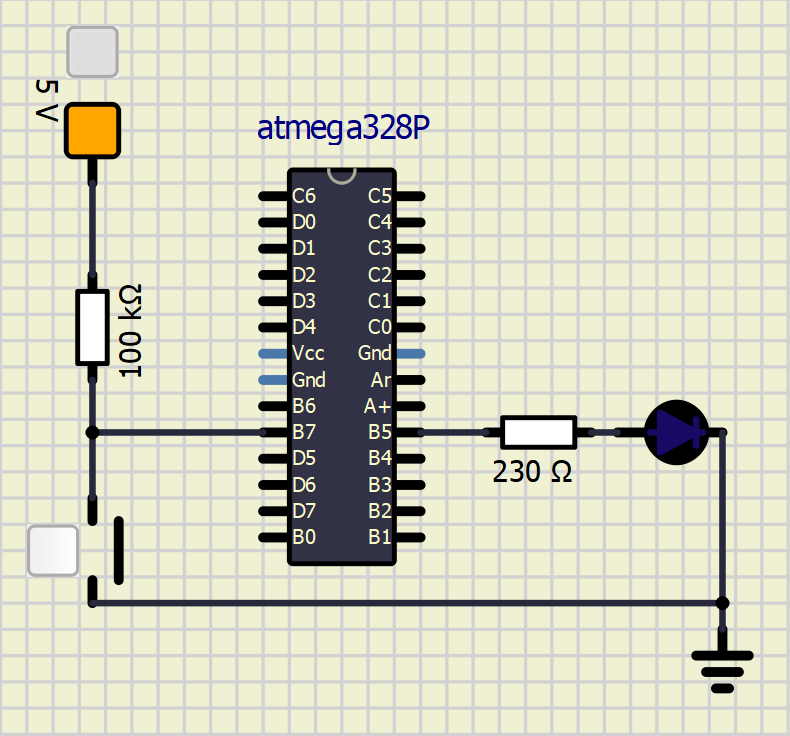 5 V
atmega328P
C6 C5
D0 C4
D1 C3
D2 C2
D3 C1
D4 C0
Vcc Gnd
Gnd Ar
B6 A+
B7 B5
D5 B4
D6 B3
D7 B2
B0 B1
100 kΩ
230 Ω